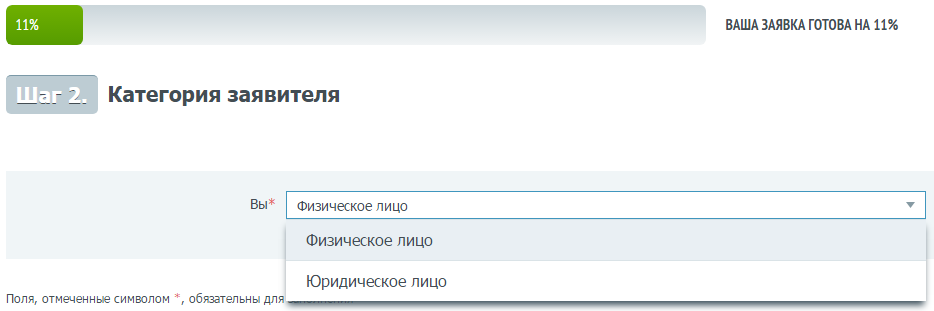 11%
ВАША ЗАЯВКА ГОТОВА НА 11%
Шаг 2. Категория заявителя
Вы* Физическое лицо
Физическое лицо
Юридическое лицо
Поля, отмеченные символом *, обязательны для